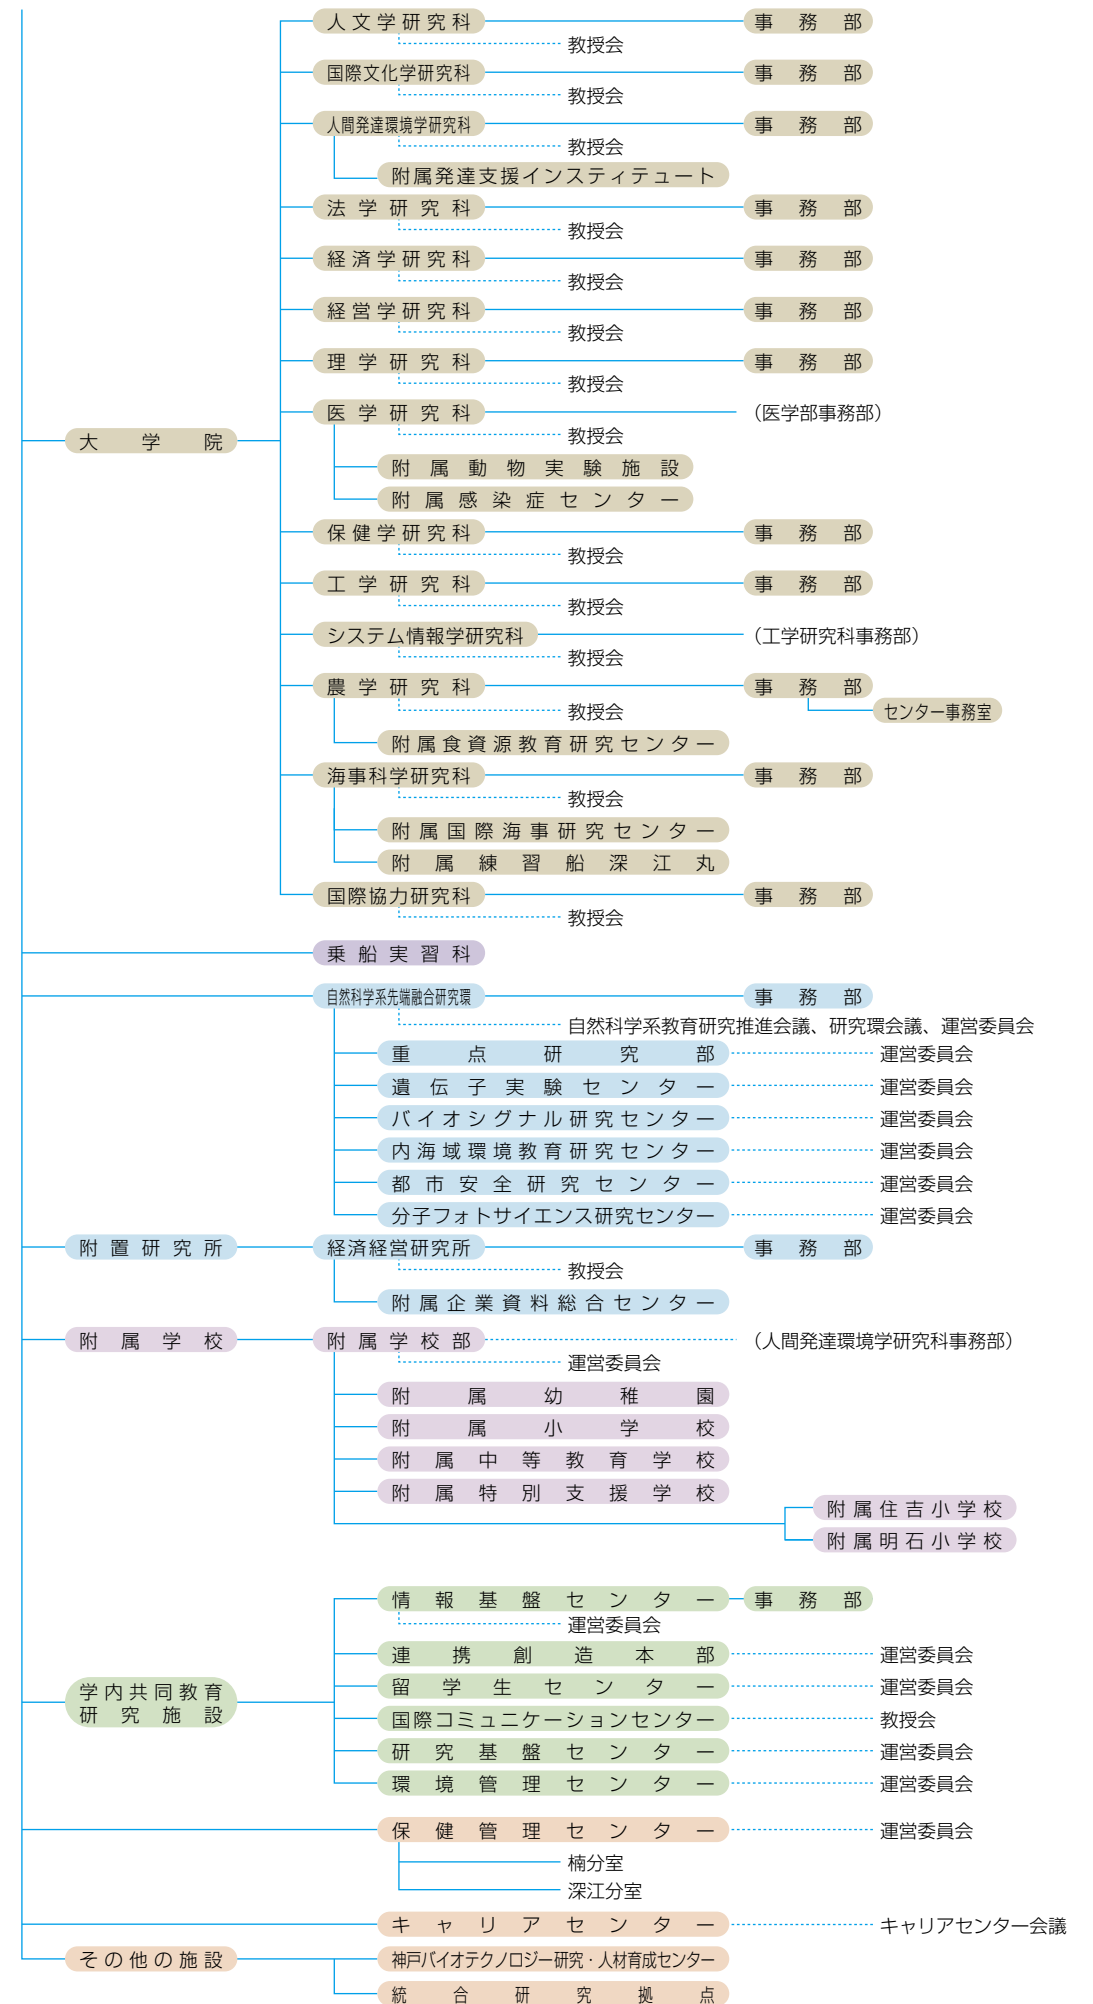 人文学研究科 事務部
教授会
国際文化学研究科 事務部
教授会
人間発達環境学研究科 事務部
教授会
附属発達支援インスティテュート
法学研究科 事務部
教授会
経済学研究科 事務部
教授会
経営学研究科 事務部
教授会
理学研究科 事務部
教授会
医学研究科 （医学部事務部）
教授会
大学院
附属動物実験施設
附属感染症センター
保健学研究科 事務部
教授会
工学研究科 事務部
教授会
システム情報学研究科 （工学研究科事務部）
教授会
農学研究科 事務部
教授会 センター事務室
附属食資源教育研究センター
海事科学研究科 事務部
教授会
附属国際海事研究センター
附属練習船深江丸
国際協力研究科 事務部
教授会
乗船実習科
自然科学系先端融合研究環 事務部
自然科学系教育研究推進会議、研究環会議、運営委員会
重点研究部 運営委員会
遺伝子実験センター 運営委員会
バイオシグナル研究センター 運営委員会
内海域環境教育研究センター 運営委員会
都市安全研究センター 運営委員会
分子フォトサイエンス研究センター 運営委員会
附置研究所 経済経営研究所 事務部
教授会
附属企業資料総合センター
附属学校 附属学校部 （人間発達環境学研究科事務部）
運営委員会
附属幼稚園
附属小学校
附属中等教育学校
附属特別支援学校
附属住吉小学校
附属明石小学校
情報基盤センター 事務部
運営委員会
連携創造本部 運営委員会
留学生センター 運営委員会
学内共同教育
研究施設
国際コミュニケーションセンター 教授会
研究基盤センター 運営委員会
環境管理センター 運営委員会
保健管理センター 運営委員会
楠分室
深江分室
キャリアセンター キャリアセンター会議
その他の施設 神戸バイオテクノロジー研究・人材育成センター
統合研究拠点